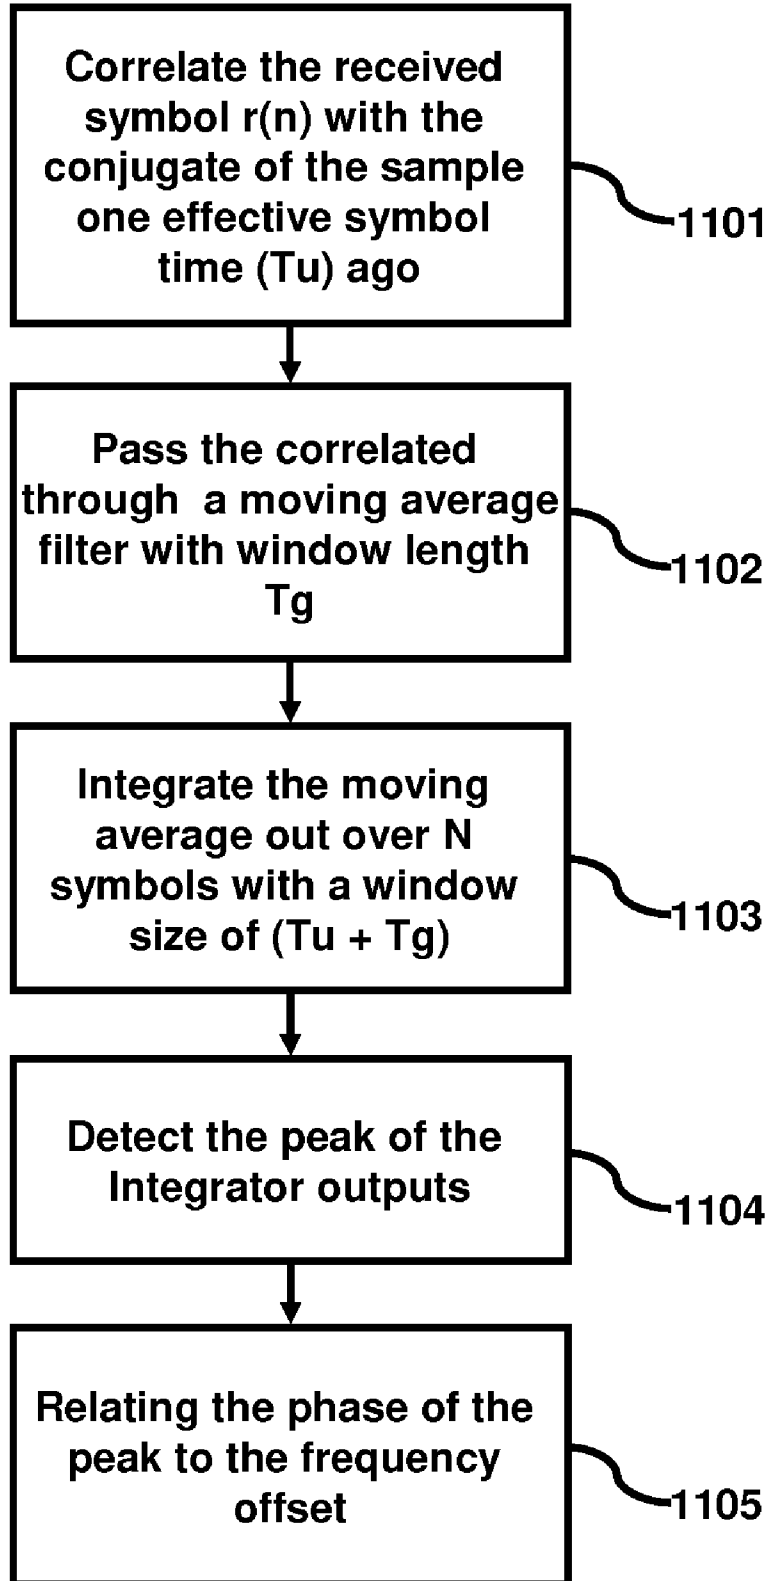 Correlate the received
symbol r(n) with the
conjugate of the sample
one effective symbol
time (Tu) ago
1101
Pass the correlated
through a moving average
filter with window length
Tg
1102
Integrate the moving
average out over N
symbols with a window
size of (Tu + Tg)
1103
Detect the peak of the
Integrator outputs
1104
Relating the phase of the
peak to the frequency
offset
1105